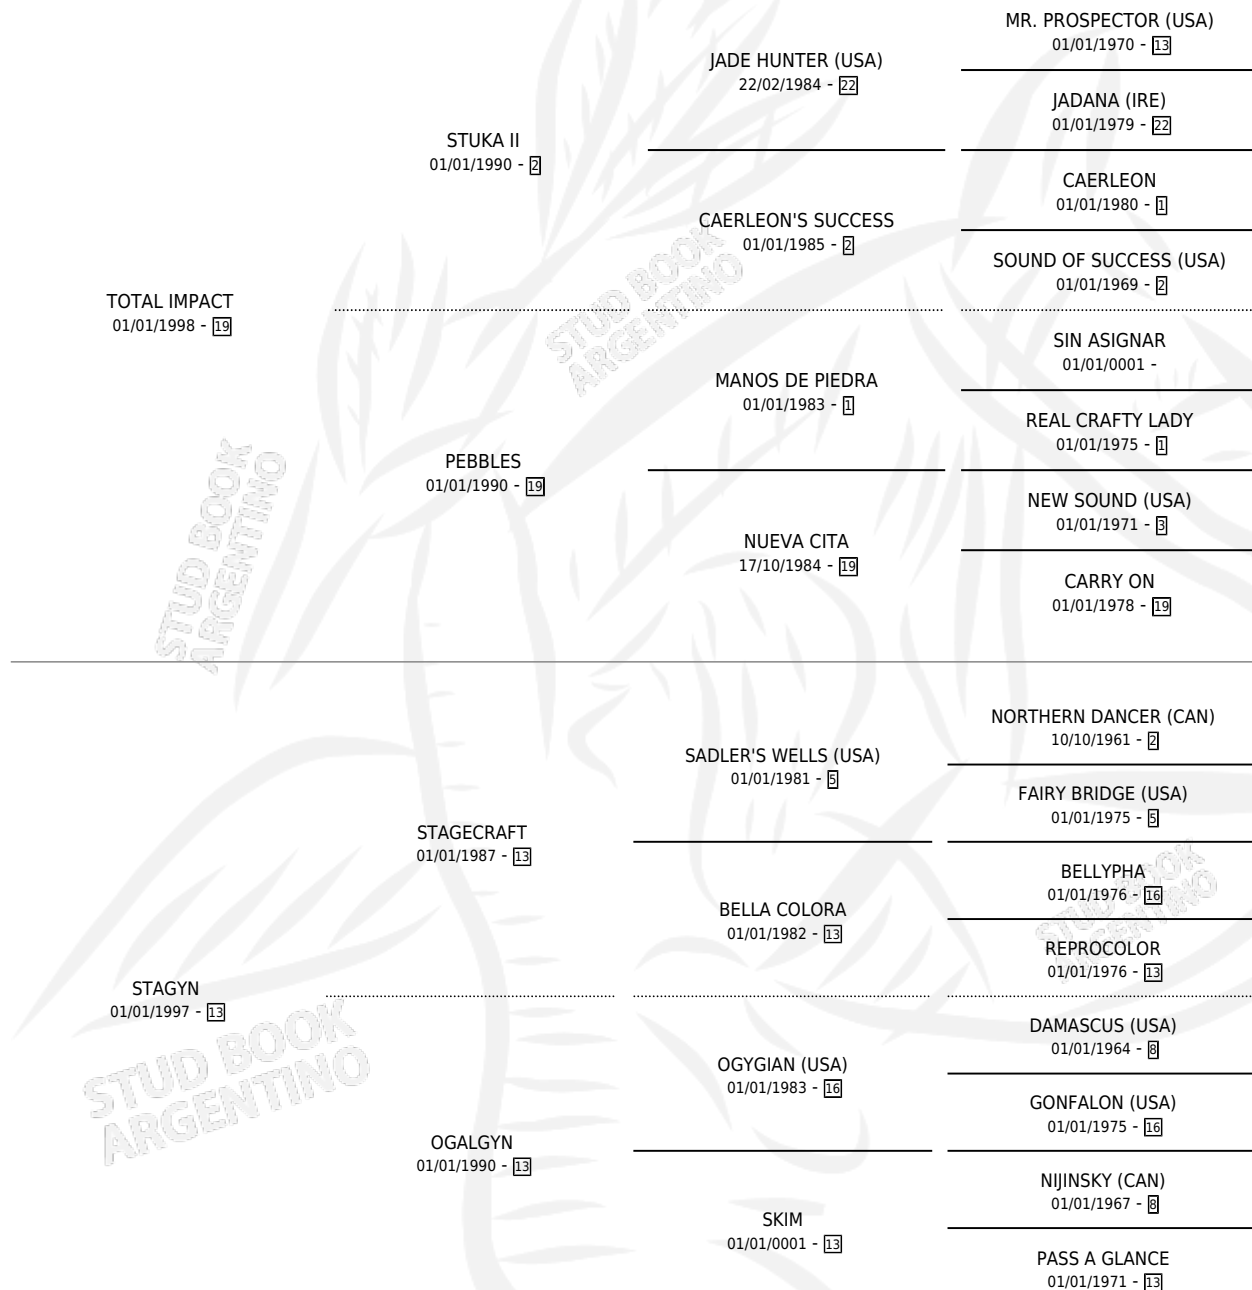 MR. PROSPECTOR (USA)
01/01/1970 - 13
JADE HUNTER (USA)
22/02/1984 - 22
JADANA (IRE)
01/01/1979 - 22
STUKA II
01/01/1990 - 2
CAERLEON
01/01/1980 - 1
CAERLEON'S SUCCESS
01/01/1985 - 2
SOUND OF SUCCESS (USA)
01/01/1969 - 2
TOTAL IMPACT
01/01/1998 - 19
STUD BOOK
ARGENTINO
SIN ASIGNAR
01/01/0001 -
MANOS DE PIEDRA
01/01/1983 - 1
REAL CRAFTY LADY
01/01/1975 - 1
PEBBLES
01/01/1990 - 19
NEW SOUND (USA)
01/01/1971 - 3
NUEVA CITA
17/10/1984 - 19
CARRY ON
01/01/1978 - 19
STUD BOOK
ARGENTINO
NORTHERN DANCER (CAN)
10/10/1961 - 2
SADLER'S WELLS (USA)
01/01/1981 - 5
FAIRY BRIDGE (USA)
01/01/1975 - 5
STAGECRAFT
01/01/1987 - 13
BELLYPHA
01/01/1976 - 16
BELLA COLORA
01/01/1982 - 13
STUD BOOK
ARGENTINO
REPROCOLOR
01/01/1976 - 13
STAGYN
01/01/1997 - 13
STUD BOOK
ARGENTINO
DAMASCUS (USA)
01/01/1964 - 8
OGYGIAN (USA)
01/01/1983 - 16
GONFALON (USA)
01/01/1975 - 16
OGALGYN
01/01/1990 - 13
NIJINSKY (CAN)
01/01/1967 - 8
SKIM
01/01/0001 - 13
PASS A GLANCE
01/01/1971 - 13